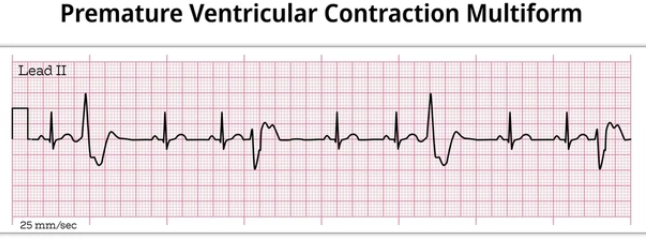 Premature Ventricular Contraction Multiform
Lead II
25 mm/sec